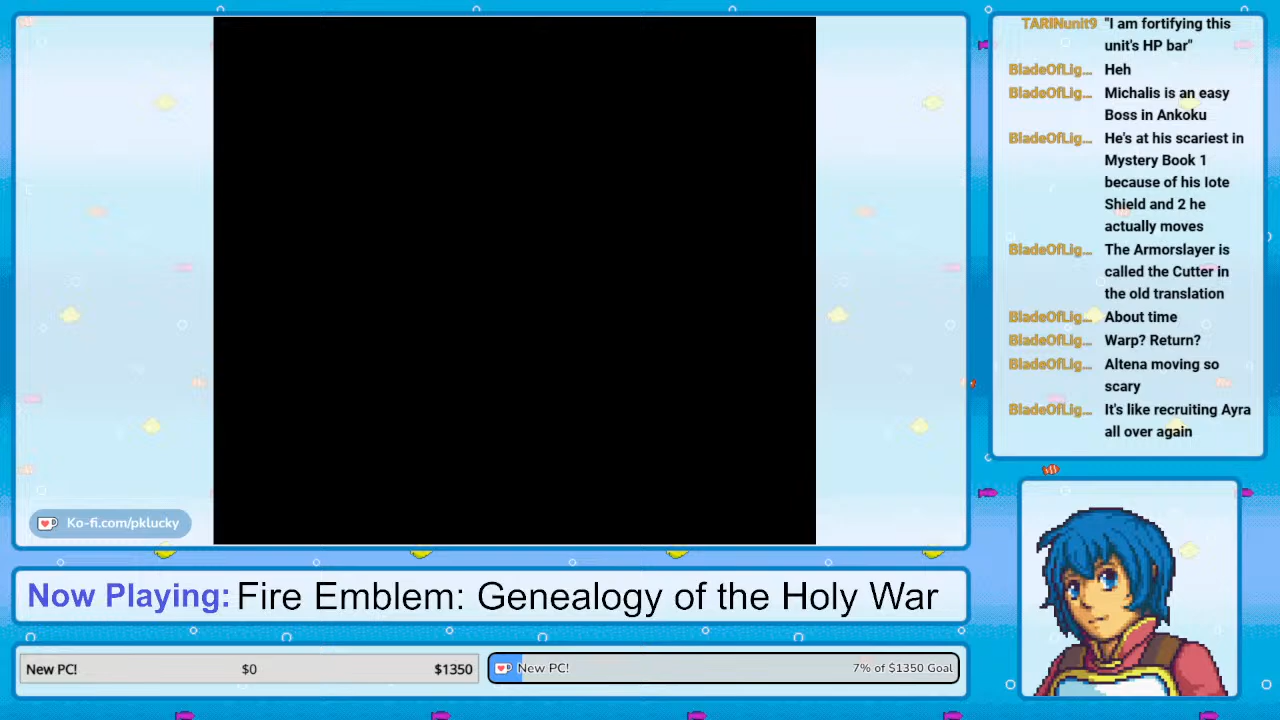 TARINunit9 "I am fortifying this
unit's HP bar"
BladeOfLig... Heh
BladeOfLig... Michalis is an easy
Boss in Ankoku
BladeOfLig... He's at his scariest in
Mystery Book 1
because of his Iote
Shield and 2 he
actually moves
BladeOfLig... The Armorslayer is
called the Cutter in
the old translation
BladeOfLig... About time
BladeOfLig... Warp? Return?
BladeOfLig... Altena moving so
scary
BladeOfLig... It's like recruiting Ayra
all over again
Ko-fi.com/pklucky
Now Playing: Fire Emblem: Genealogy of the Holy War
New PC! $0 $1350
New PC! 7% of $1350 Goal